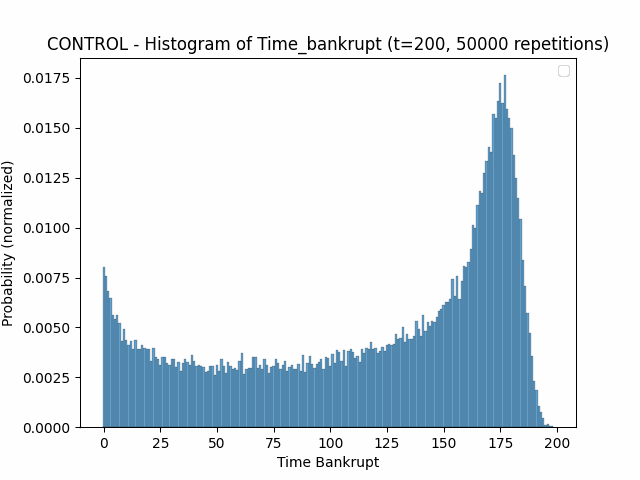 CONTROL - Histogram of Time_bankrupt (t=200, 50000 repetitions)
0.0175
0.0150
0.0125
0.0100
0.0075
0.0050
0.0025
0.0000
Probability (normalized)
0 25 50 75 100 125 150 175 200
Time Bankrupt